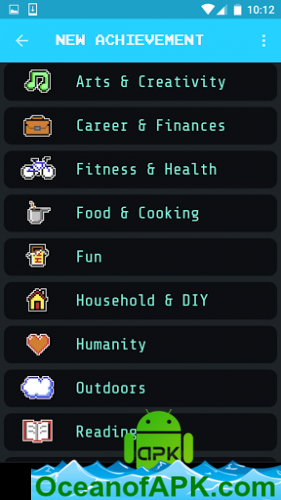 10:12
NEW ACHIEVEMENT
Arts & Creativity
Career & Finances
Fitness & Health
Food & Cooking
Fun
Household & DIY
Humanity
Outdoors
Reading
apk
OceanofAPK.com